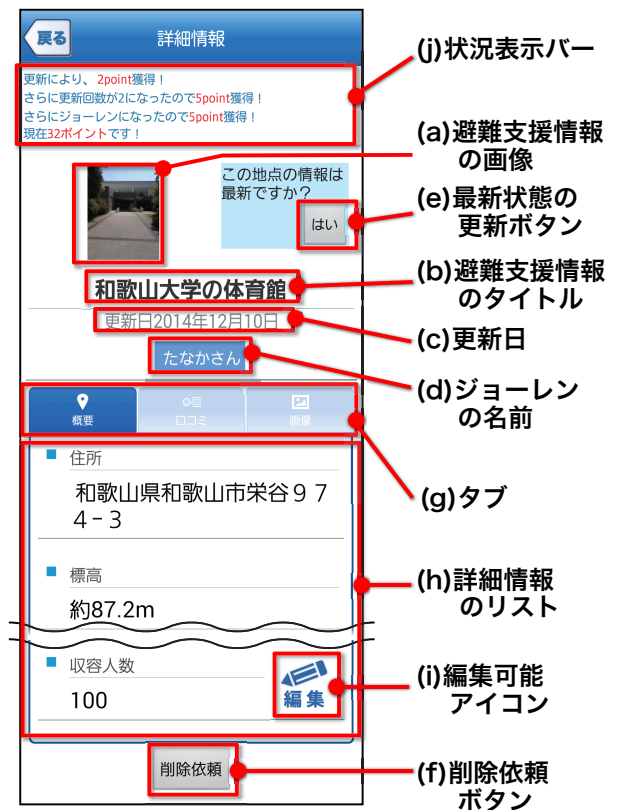 戻る
詳細情報
更新により、2point獲得！
さらに更新回数が2になったので5point獲得！
さらにジョーレンになったので5point獲得！
現在32ポイントです！
この地点の情報は
最新ですか？
はい
和歌山大学の体育館
更新日2014年12月10日
たなかさん
概要
口コミ
画像
住所
和歌山県和歌山市栄谷９７
４−３
標高
約87.2m
収容人数
100
編集
削除依頼
(j)状況表示バー
(a)避難支援情報
の画像
(e)最新状態の
更新ボタン
(b)避難支援情報
のタイトル
(c)更新日
(d)ジョーレン
の名前
(g)タブ
(h)詳細情報
のリスト
(i)編集可能
アイコン
(f)削除依頼
ボタン